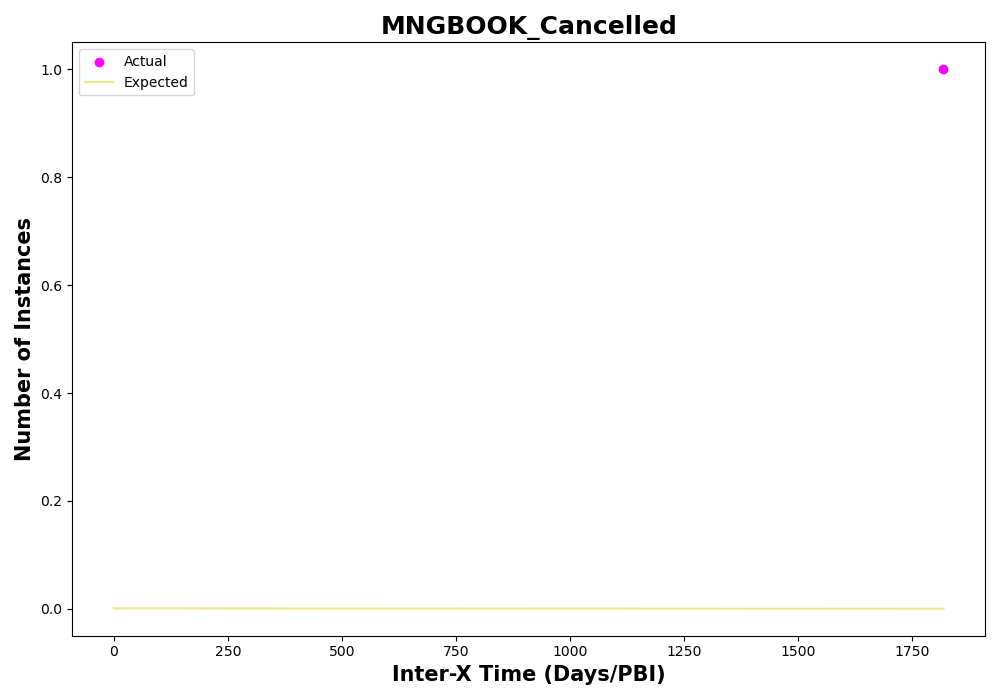 MNGBOOK_Cancelled
Actual
Expected
Number of Instances
1.0
0.8
0.6
0.4
0.2
0.0
0 250 500 750 1000 1250 1500 1750
Inter-X Time (Days/PBI)